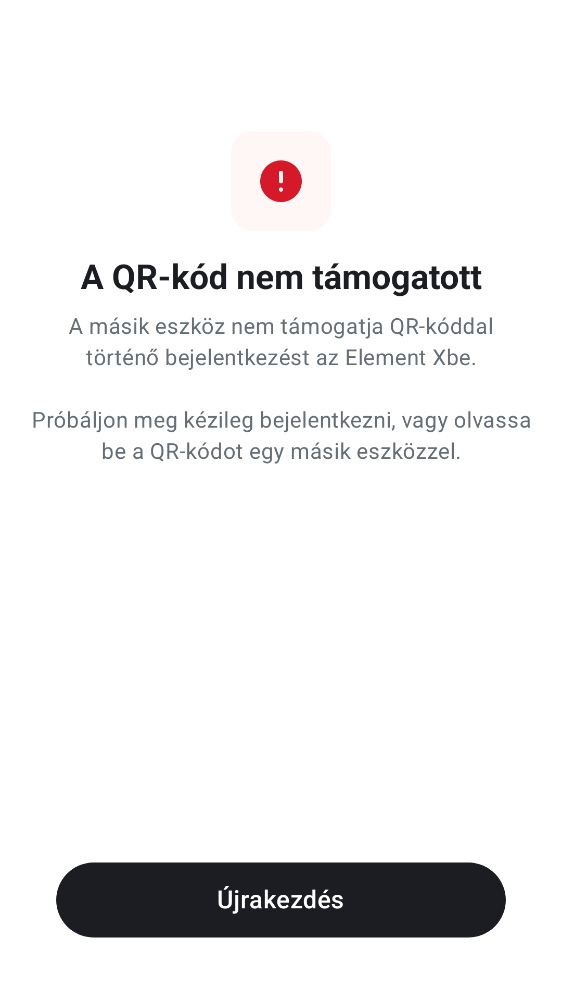 A QR-kód nem támogatott
A másik eszköz nem támogatja QR-kóddal
történő bejelentkezést az Element Xbe.
Próbáljon meg kézileg bejelentkezni, vagy olvassa
be a QR-kódot egy másik eszközzel.
Újrakezdés